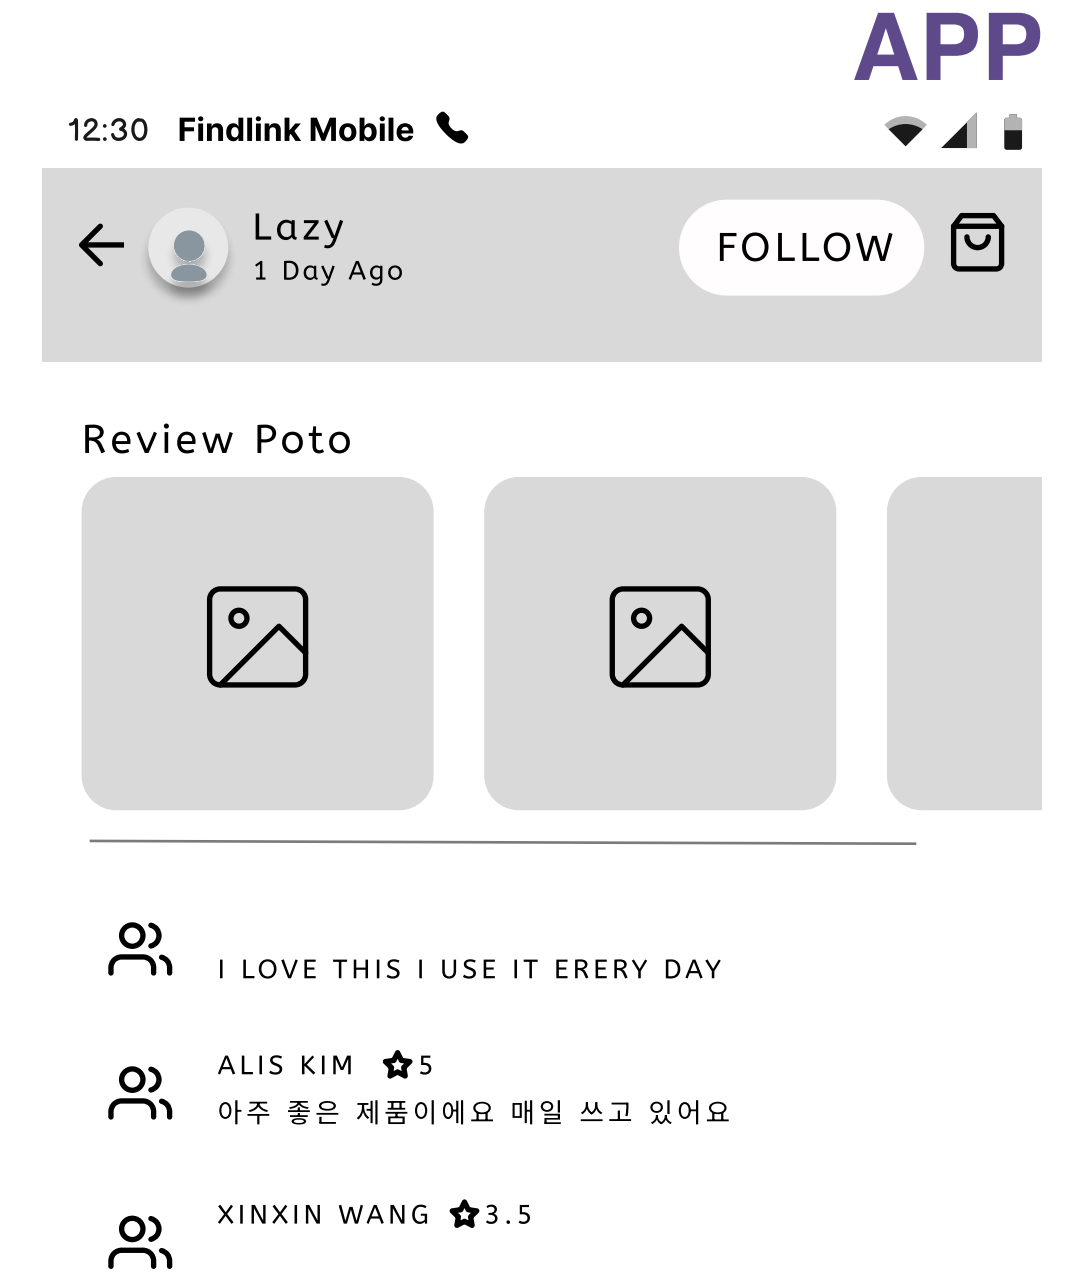 APP
12:30 Findlink Mobile
Lazy
1 Day Ago
FOLLOW
Review Poto
I LOVE THIS I USE IT ERERY DAY
ALIS KIM 5
아주 좋은 제품이에요 매일 쓰고 있어요
XINXIN WANG 3.5